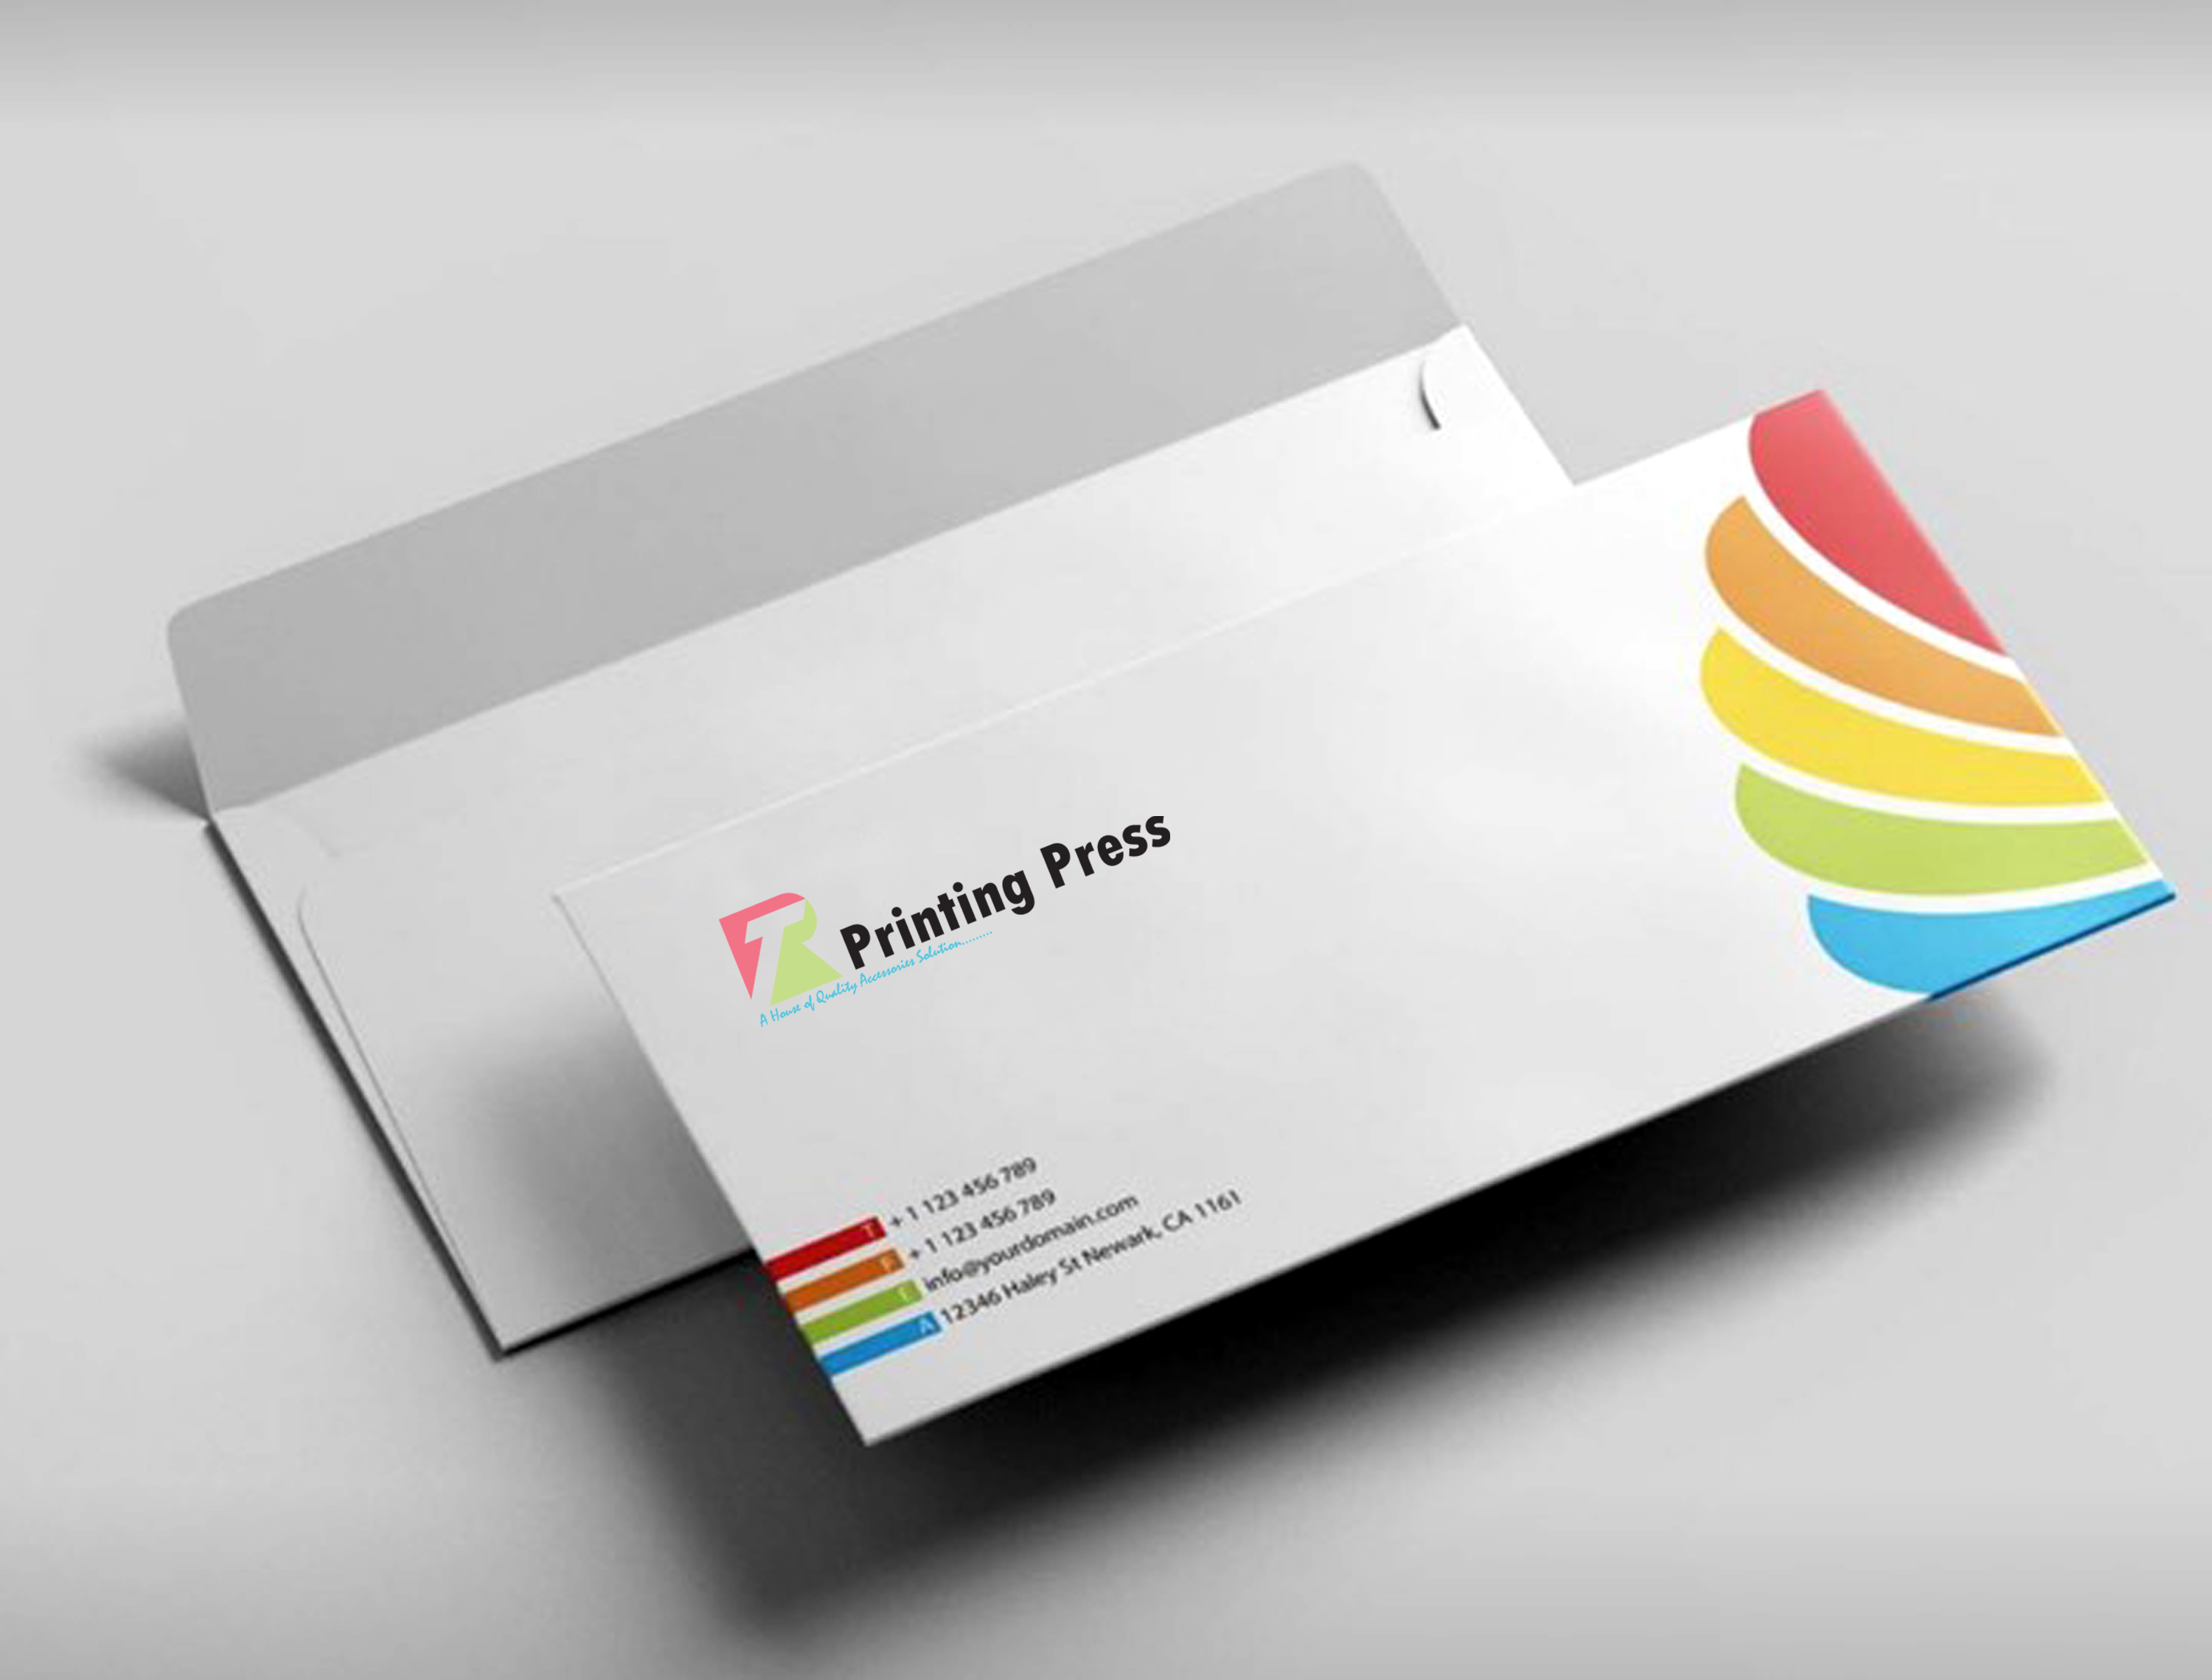 TR Printing Press
A House of Quality Accessories Solution.........
T + 1 123 456 789
F + 1 123 456 789
info@yourdomain.com
A 12346 Haley St Newark, CA 1161